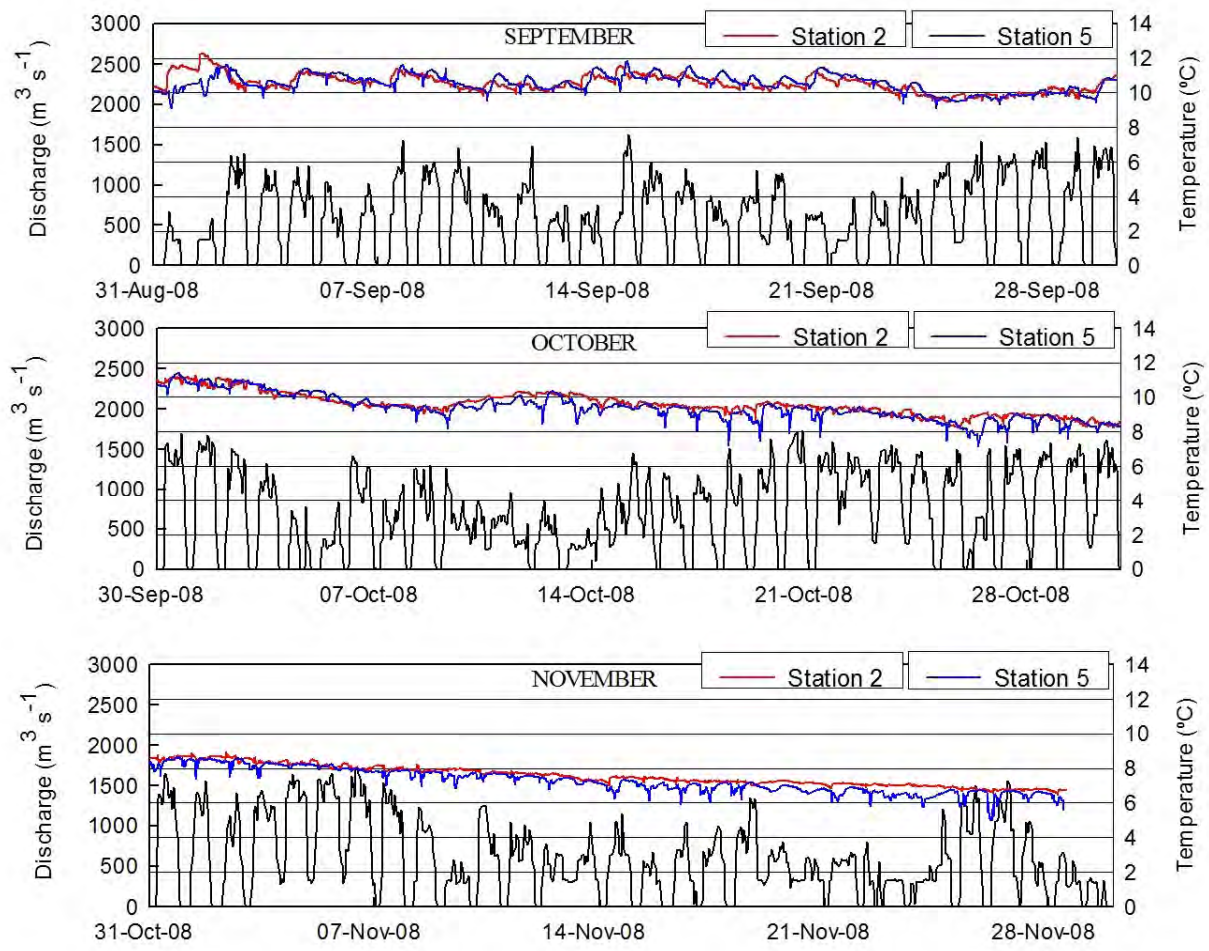 SEPTEMBER
Station 2
Station 5
Discharge (m³ s⁻¹)
3000
2500
2000
1500
1000
500
0
14
12
10
8
6
4
2
0
Temperature (ºC)
31-Aug-08
07-Sep-08
14-Sep-08
21-Sep-08
28-Sep-08
OCTOBER
Station 2
Station 5
Discharge (m³ s⁻¹)
3000
2500
2000
1500
1000
500
0
14
12
10
8
6
4
2
0
Temperature (ºC)
30-Sep-08
07-Oct-08
14-Oct-08
21-Oct-08
28-Oct-08
NOVEMBER
Station 2
Station 5
Discharge (m³ s⁻¹)
3000
2500
2000
1500
1000
500
0
14
12
10
8
6
4
2
0
Temperature (ºC)
31-Oct-08
07-Nov-08
14-Nov-08
21-Nov-08
28-Nov-08